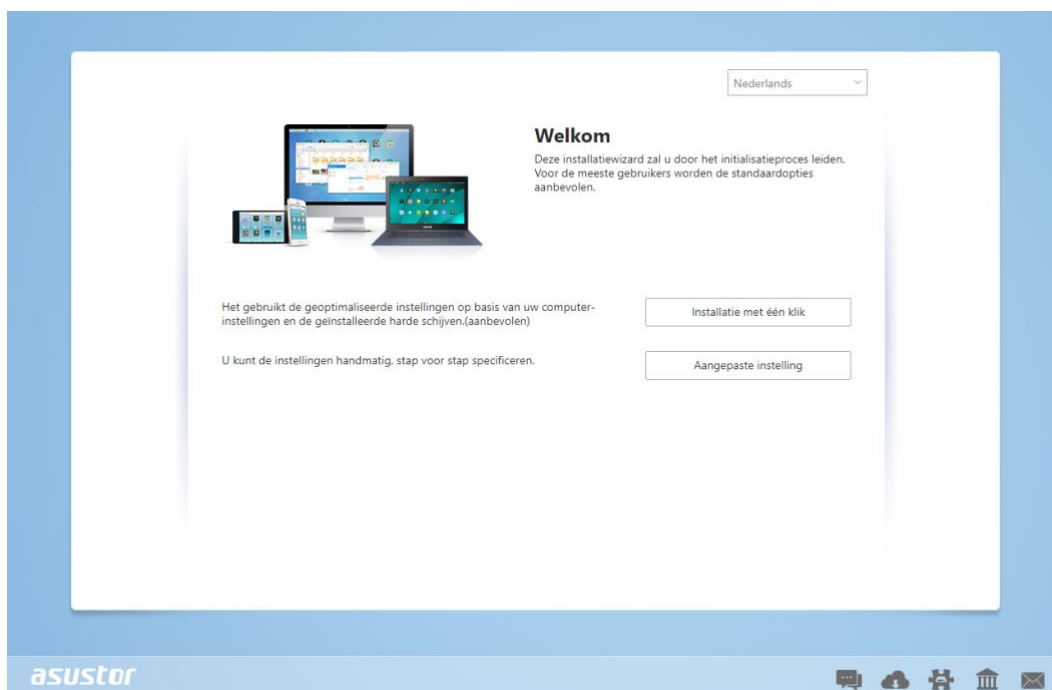 Nederlands
Welkom
Deze installatiewizard zal u door het initialisatieproces leiden.
Voor de meeste gebruikers worden de standaardopties
aanbevolen.
Het gebruikt de geoptimaliseerde instellingen op basis van uw computer-
instellingen en de geïnstalleerde harde schijven.(aanbevolen)
Installatie met één klik
U kunt de instellingen handmatig, stap voor stap specificeren.
Aangepaste instelling
asustor